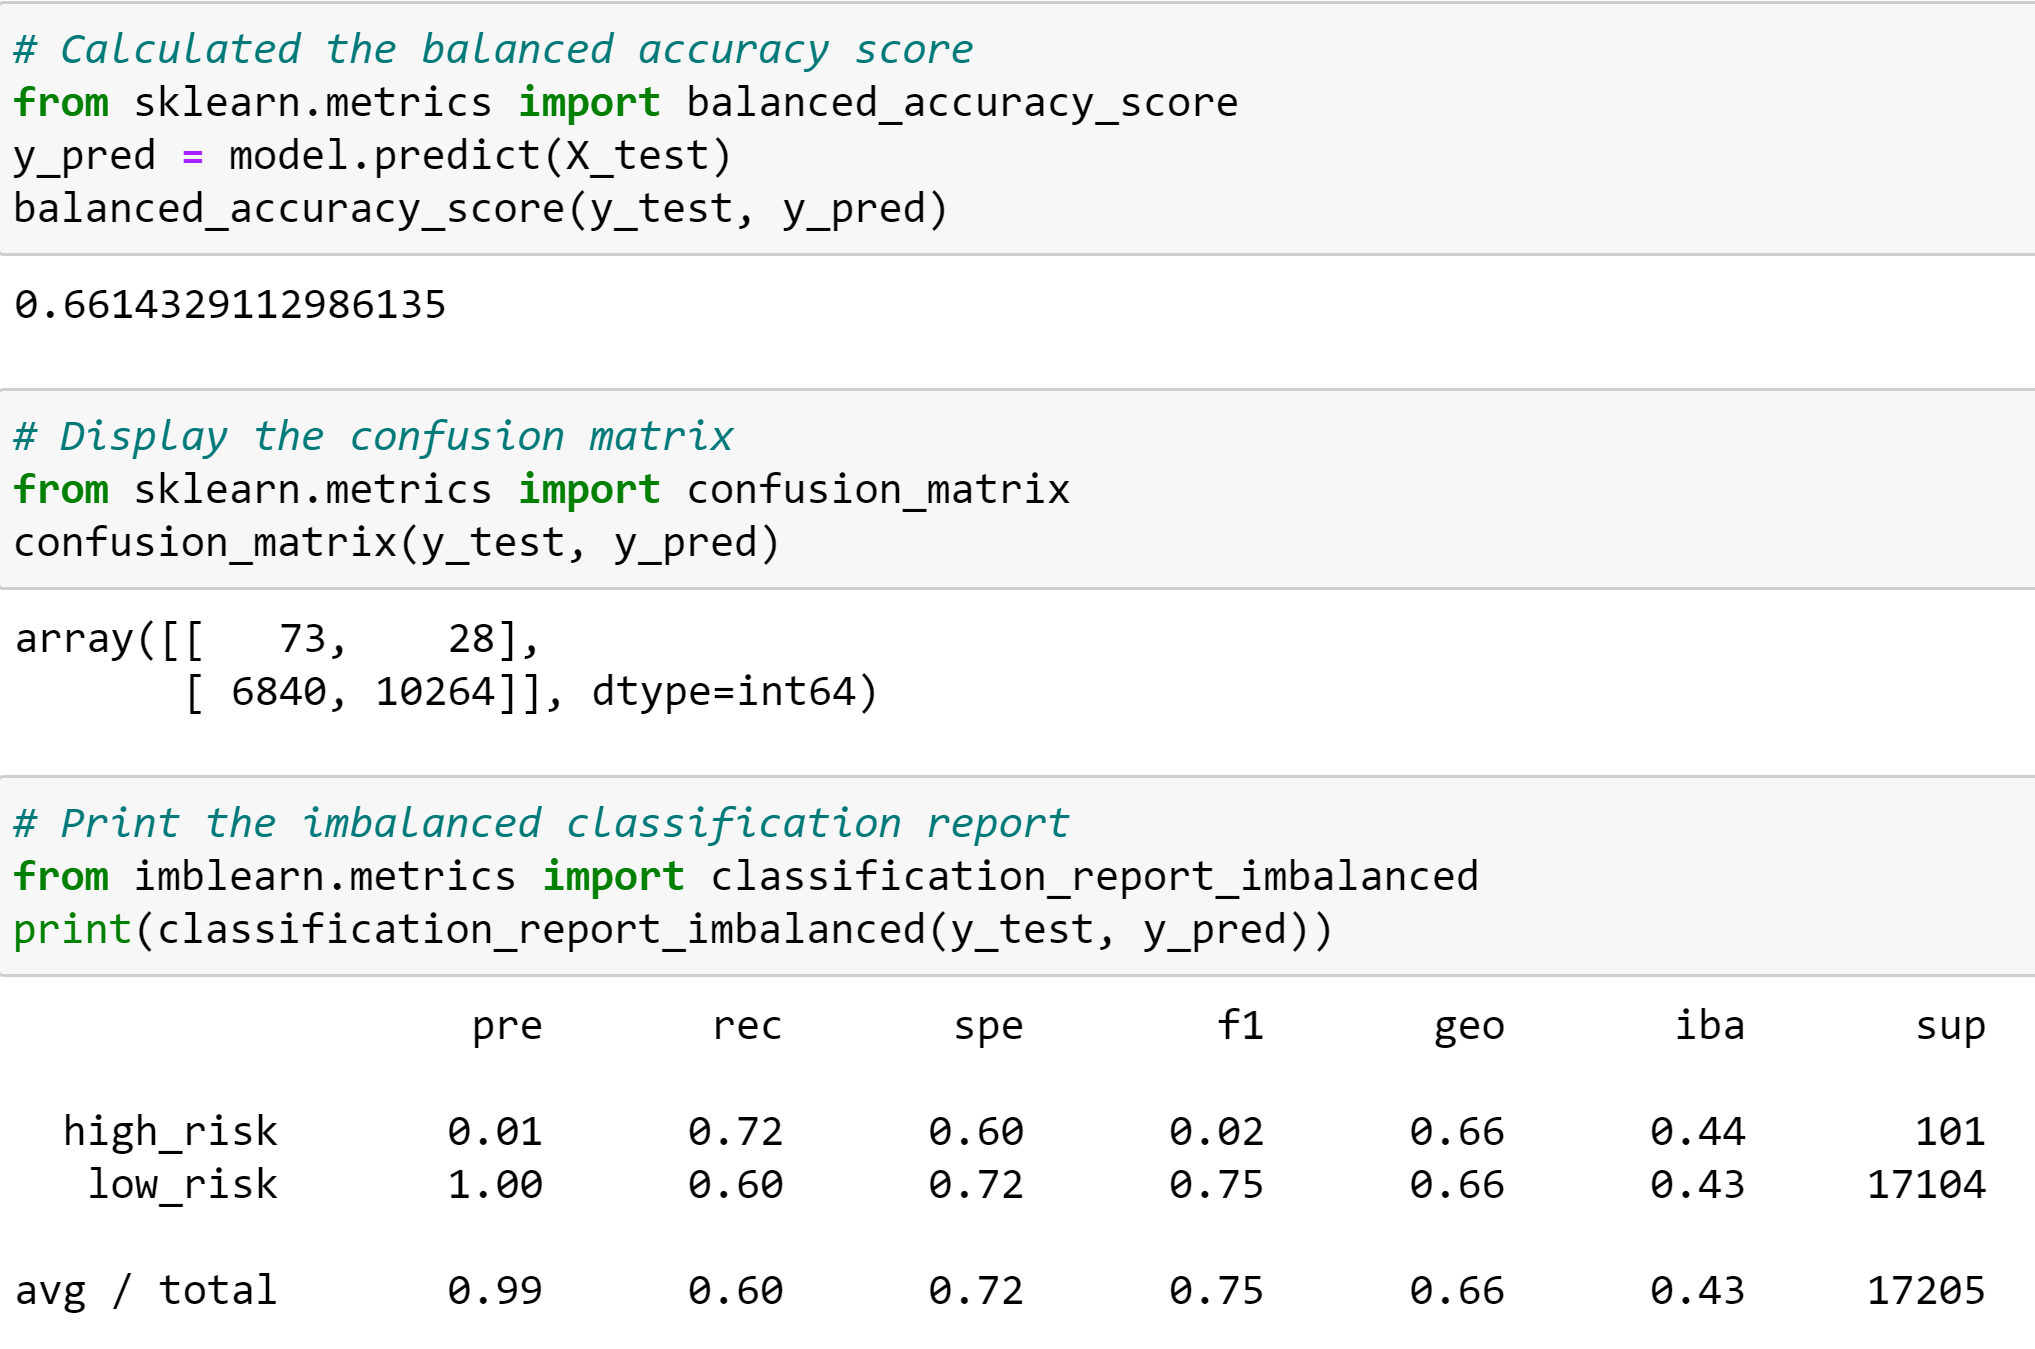 # Calculated the balanced accuracy score
from sklearn.metrics import balanced_accuracy_score
y_pred = model.predict(X_test)
balanced_accuracy_score(y_test, y_pred)
0.6614329112986135
# Display the confusion matrix
from sklearn.metrics import confusion_matrix
confusion_matrix(y_test, y_pred)
array([[   73,    28],
       [ 6840, 10264]], dtype=int64)
# Print the imbalanced classification report
from imblearn.metrics import classification_report_imbalanced
print(classification_report_imbalanced(y_test, y_pred))
                   pre       rec       spe        f1       geo       iba       sup
  high_risk       0.01      0.72      0.60      0.02      0.66      0.44       101
   low_risk       1.00      0.60      0.72      0.75      0.66      0.43     17104
avg / total       0.99      0.60      0.72      0.75      0.66      0.43     17205